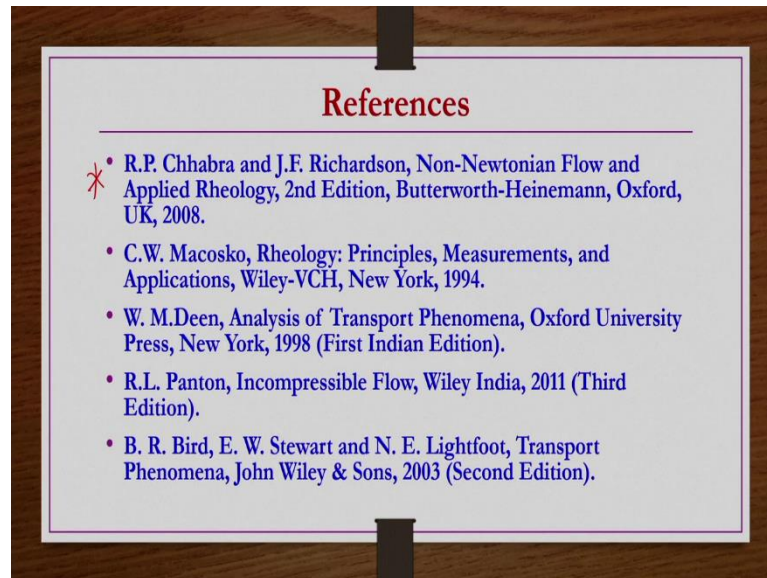 References
• R.P. Chhabra and J.F. Richardson, Non-Newtonian Flow and
Applied Rheology, 2nd Edition, Butterworth-Heinemann, Oxford,
UK, 2008.
• C.W. Macosko, Rheology: Principles, Measurements, and
Applications, Wiley-VCH, New York, 1994.
• W. M.Deen, Analysis of Transport Phenomena, Oxford University
Press, New York, 1998 (First Indian Edition).
• R.L. Panton, Incompressible Flow, Wiley India, 2011 (Third
Edition).
• B. R. Bird, E. W. Stewart and N. E. Lightfoot, Transport
Phenomena, John Wiley & Sons, 2003 (Second Edition).